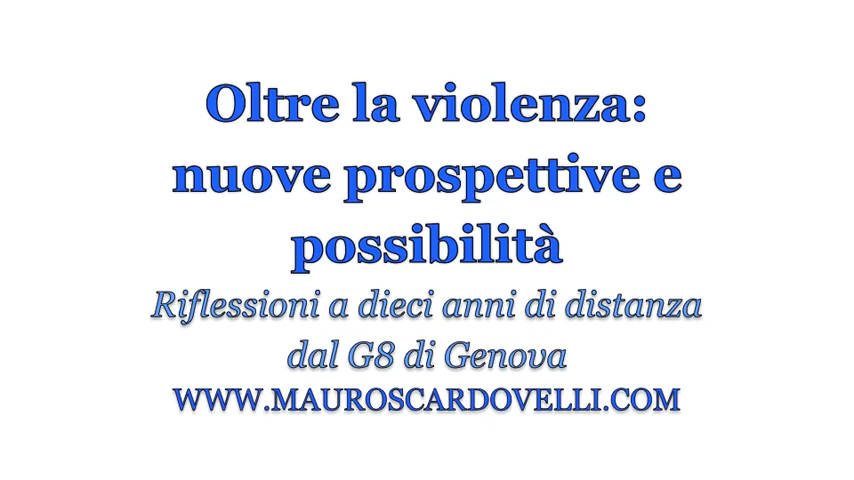 Oltre la violenza:
nuove prospettive e
possibilità
Riflessioni a dieci anni di distanza
dal G8 di Genova
WWW.MAUROSCARDOVELLI.COM